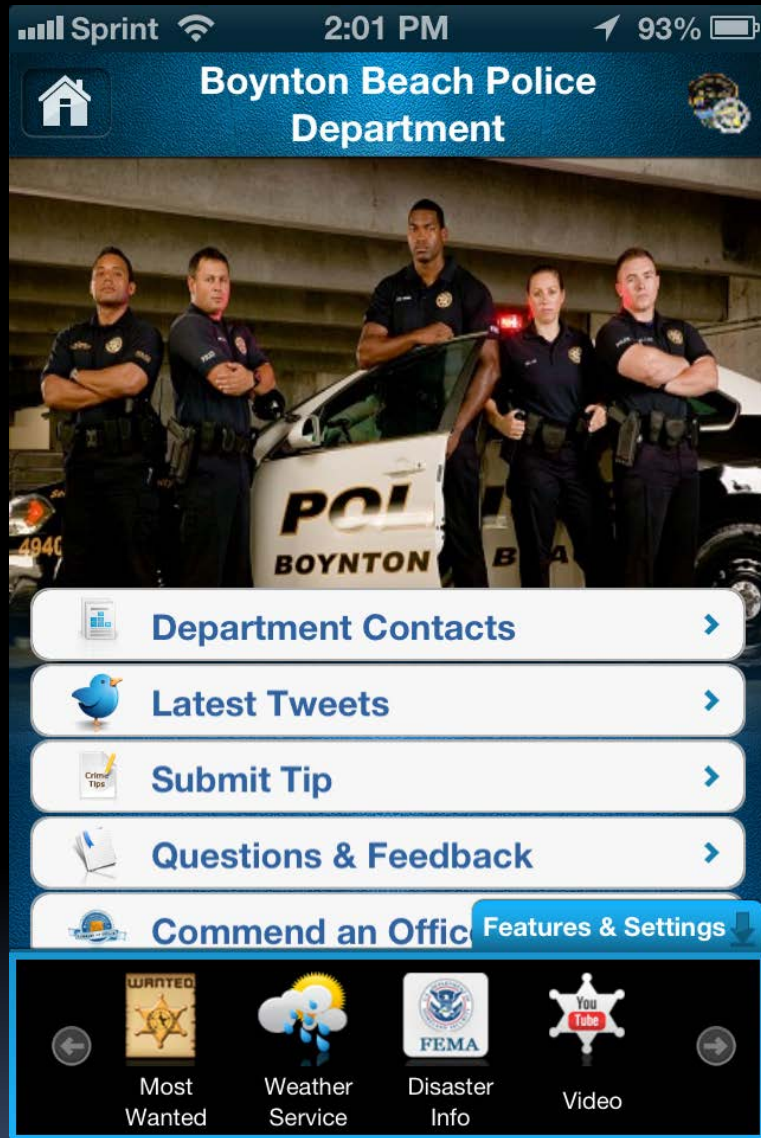 Sprint 2:01 PM 93%
Boynton Beach Police
Department
POL
BOYNTON B A
4940
Department Contacts
Latest Tweets
Crime
Tips
Submit Tip
Questions & Feedback
Commend an Offic
Features & Settings
WANTED
FEMA
You
Tube
Most
Wanted
Weather
Service
Disaster
Info
Video